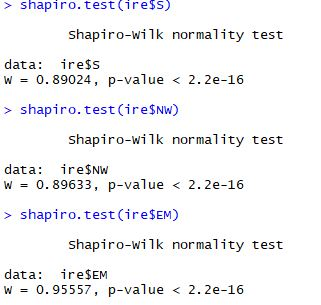 > shapiro.test(ire$S)
Shapiro-Wilk normality test
data:  ire$S
W = 0.89024, p-value < 2.2e-16
> shapiro.test(ire$NW)
Shapiro-Wilk normality test
data:  ire$NW
W = 0.89633, p-value < 2.2e-16
> shapiro.test(ire$EM)
Shapiro-Wilk normality test
data:  ire$EM
W = 0.95557, p-value < 2.2e-16